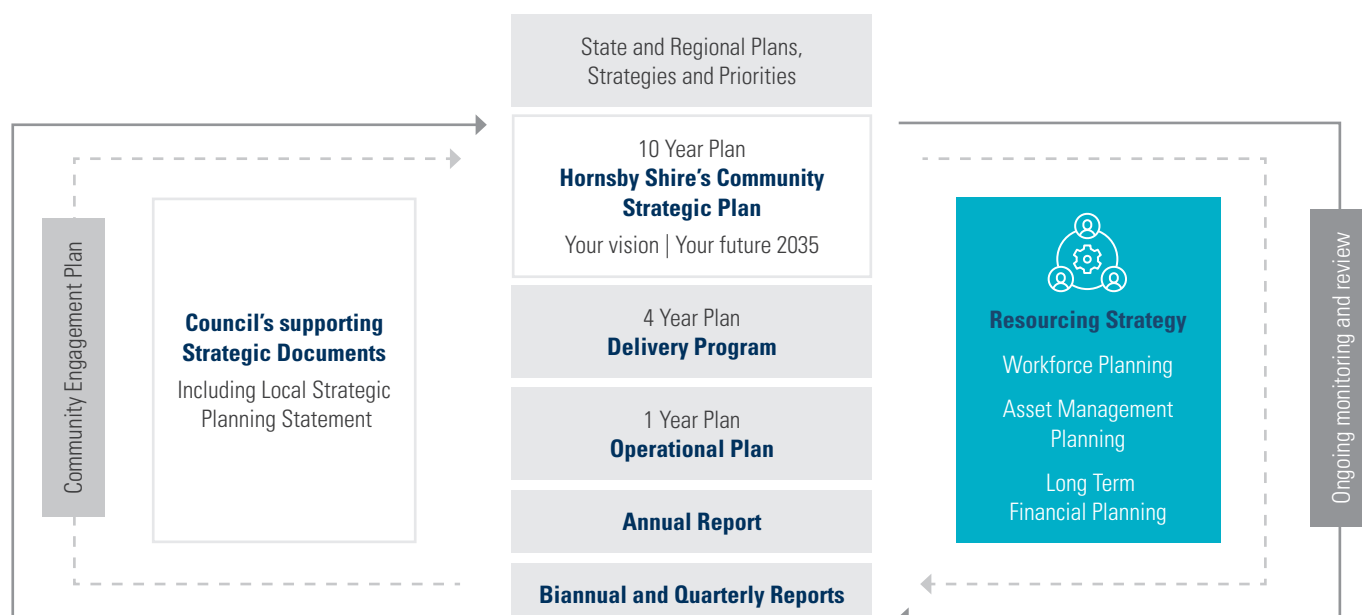 State and Regional Plans,
Strategies and Priorities
10 Year Plan
Hornsby Shire's Community
Strategic Plan
Your vision | Your future 2035
4 Year Plan
Delivery Program
1 Year Plan
Operational Plan
Annual Report
Biannual and Quarterly Reports
Community Engagement Plan
Council's supporting
Strategic Documents
Including Local Strategic
Planning Statement
Resourcing Strategy
Workforce Planning
Asset Management
Planning
Long Term
Financial Planning
Ongoing monitoring and review